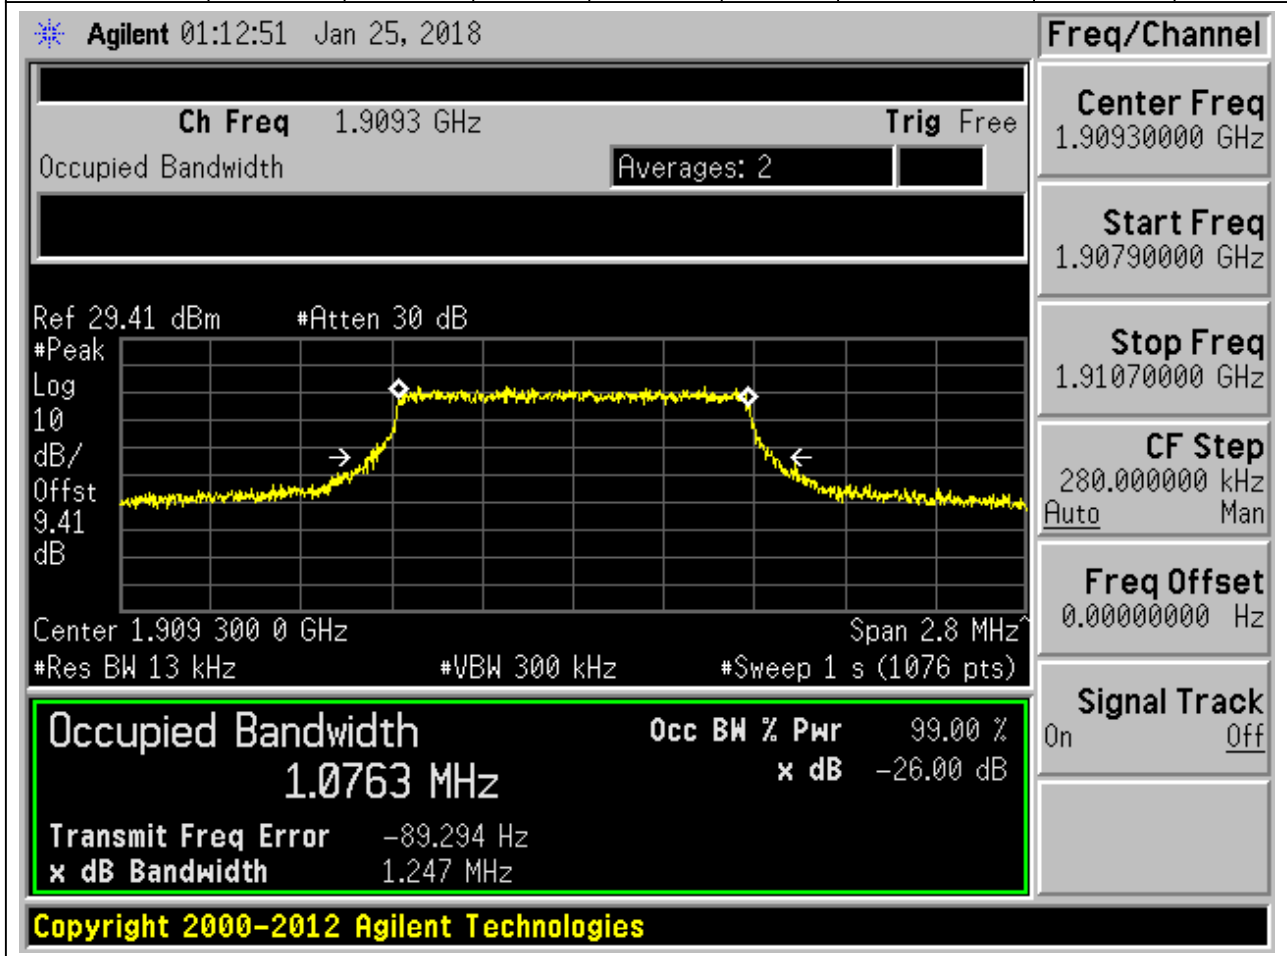 Agilent 01:12:51 Jan 25, 2018
Freq/Channel
Ch Freq 1.9093 GHz Trig Free
Occupied Bandwidth Averages: 2
Center Freq
1.90930000 GHz
Start Freq
1.90790000 GHz
Stop Freq
1.91070000 GHz
CF Step
280.000000 kHz
Auto Man
Freq Offset
0.00000000 Hz
Signal Track
On Off
Ref 29.41 dBm #Atten 30 dB
#Peak
Log
10
dB/
Offst
9.41
dB
Center 1.909 300 0 GHz Span 2.8 MHz^
#Res BW 13 kHz #VBW 300 kHz #Sweep 1 s (1076 pts)
Occupied Bandwidth
1.0763 MHz
Occ BW % Pwr 99.00 %
x dB -26.00 dB
Transmit Freq Error -89.294 Hz
x dB Bandwidth 1.247 MHz
Copyright 2000-2012 Agilent Technologies